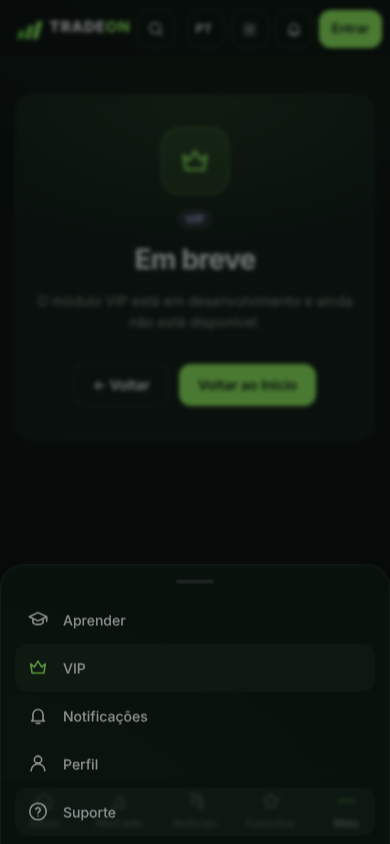 TRADEON
PT
Entrar
VIP
Em breve
O módulo VIP está em desenvolvimento e ainda
não está disponível.
← Voltar
Voltar ao Início
Aprender
VIP
Notificações
Perfil
Suporte
Mais